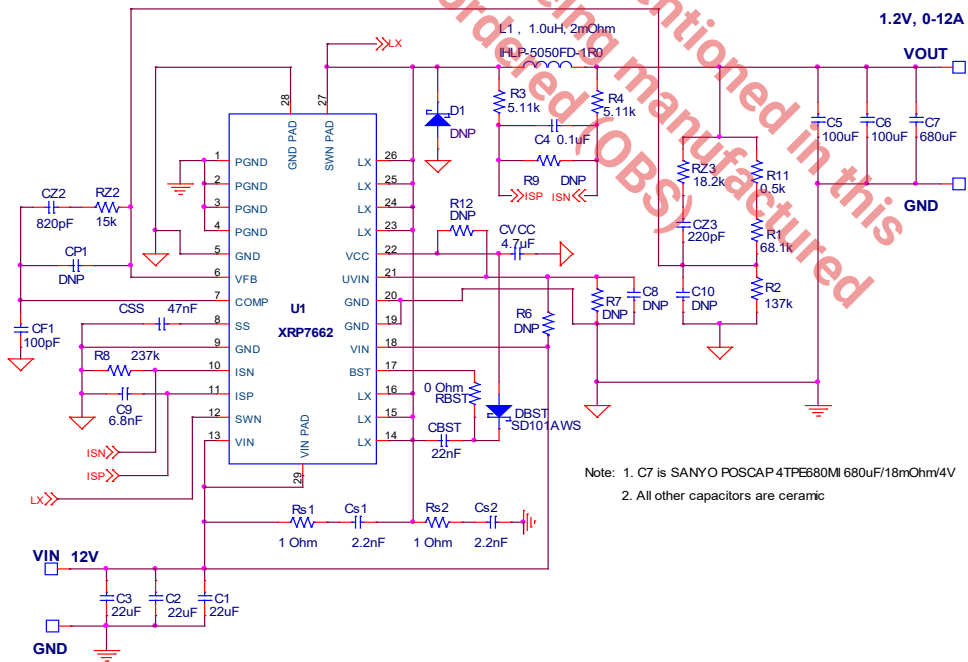 1.2V, 0-12A
VOUT
GND
ntioned in this
ng manufactured
dered (OBS)
L1 , 1.0uH, 2mOhm
IHLP-5050FD-1R0
LX
R3
5.11k
R4
5.11k
D1
DNP
C4 0.1uF
R9 DNP
ISP
ISN
C5
100uF
C6
100uF
C7
680uF
RZ3
18.2k
R11
0.5k
CZ3
220pF
R1
68.1k
R2
137k
C10
DNP
C8
DNP
R7
DNP
R6
DNP
R12
DNP
CVCC
4.7uF
28
27
GND PAD
SWN PAD
1 PGND
2 PGND
3 PGND
4 PGND
5 GND
6 VFB
7 COMP
8 SS
9 GND
10 ISN
11 ISP
12 SWN
13 VIN
LX 26
LX 25
LX 24
LX 23
VCC 22
UVIN 21
GND 20
GND 19
VIN 18
BST 17
LX 16
LX 15
LX 14
U1
XRP7662
VIN PAD
29
CZ2
820pF
RZ2
15k
CP1
DNP
CF1
100pF
CSS 47nF
R8 237k
C9
6.8nF
ISN
ISP
LX
0 Ohm
RBST
DBST
SD101AWS
CBST
22nF
Note: 1. C7 is SANYO POSCAP 4TPE680MI 680uF/18mOhm/4V
2. All other capacitors are ceramic
Rs1
1 Ohm
Cs1
2.2nF
Rs2
1 Ohm
Cs2
2.2nF
VIN 12V
C3
22uF
C2
22uF
C1
22uF
GND